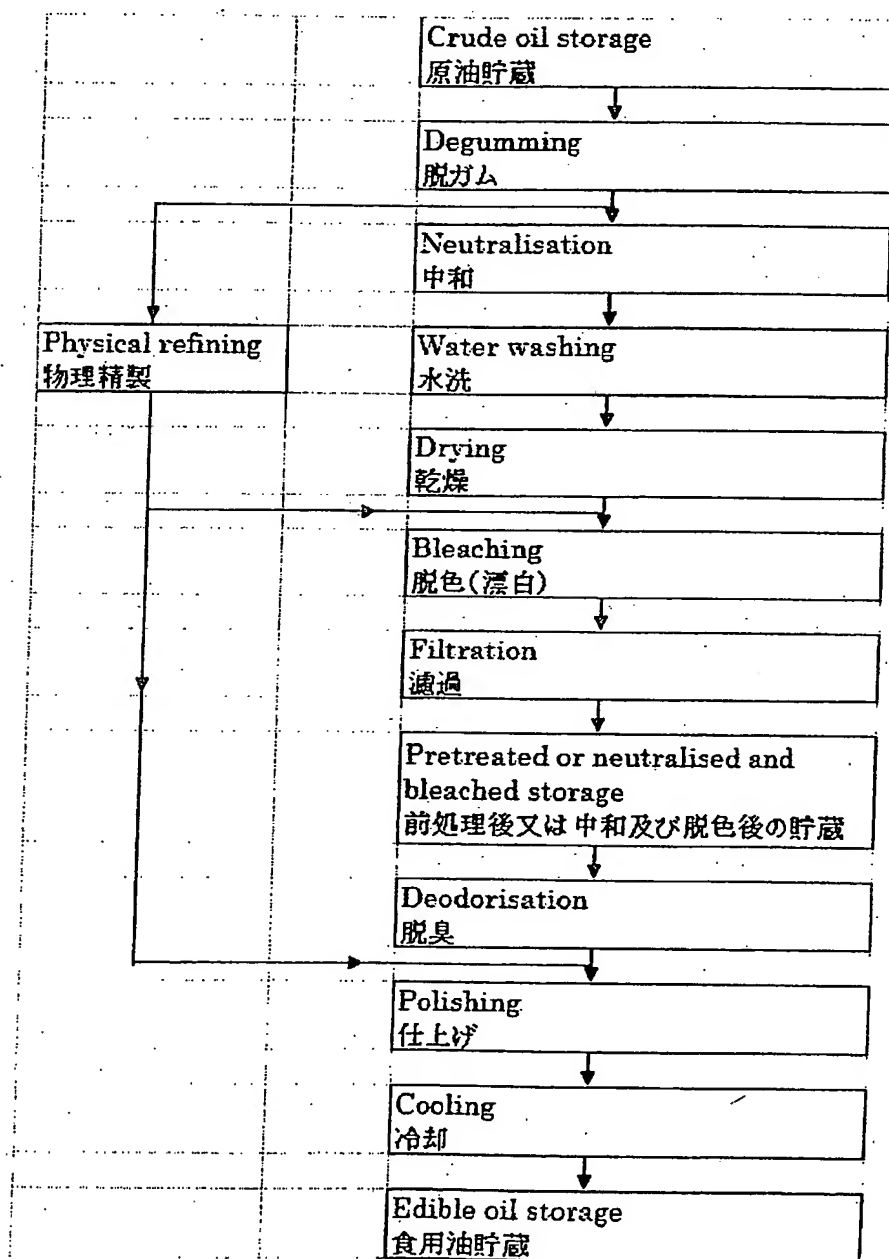 Crude oil storage
原油貯蔵
Degumming
脱ガム
Neutralisation
中和
Physical refining
物理精製
Water washing
水洗
Drying
乾燥
Bleaching
脱色(漂白)
Filtration
濾過
Pretreated or neutralised and
bleached storage
前処理後又は中和及び脱色後の貯蔵
Deodorisation
脱臭
Polishing
仕上げ
Cooling
冷却
Edible oil storage
食用油貯蔵